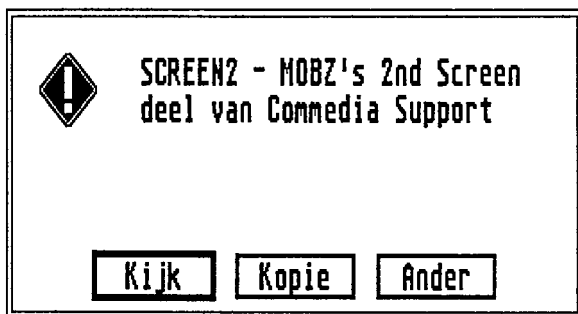 SCREEN2 - MOBZ's 2nd Screen
deel van Commedia Support
Kijk Kopie Ander